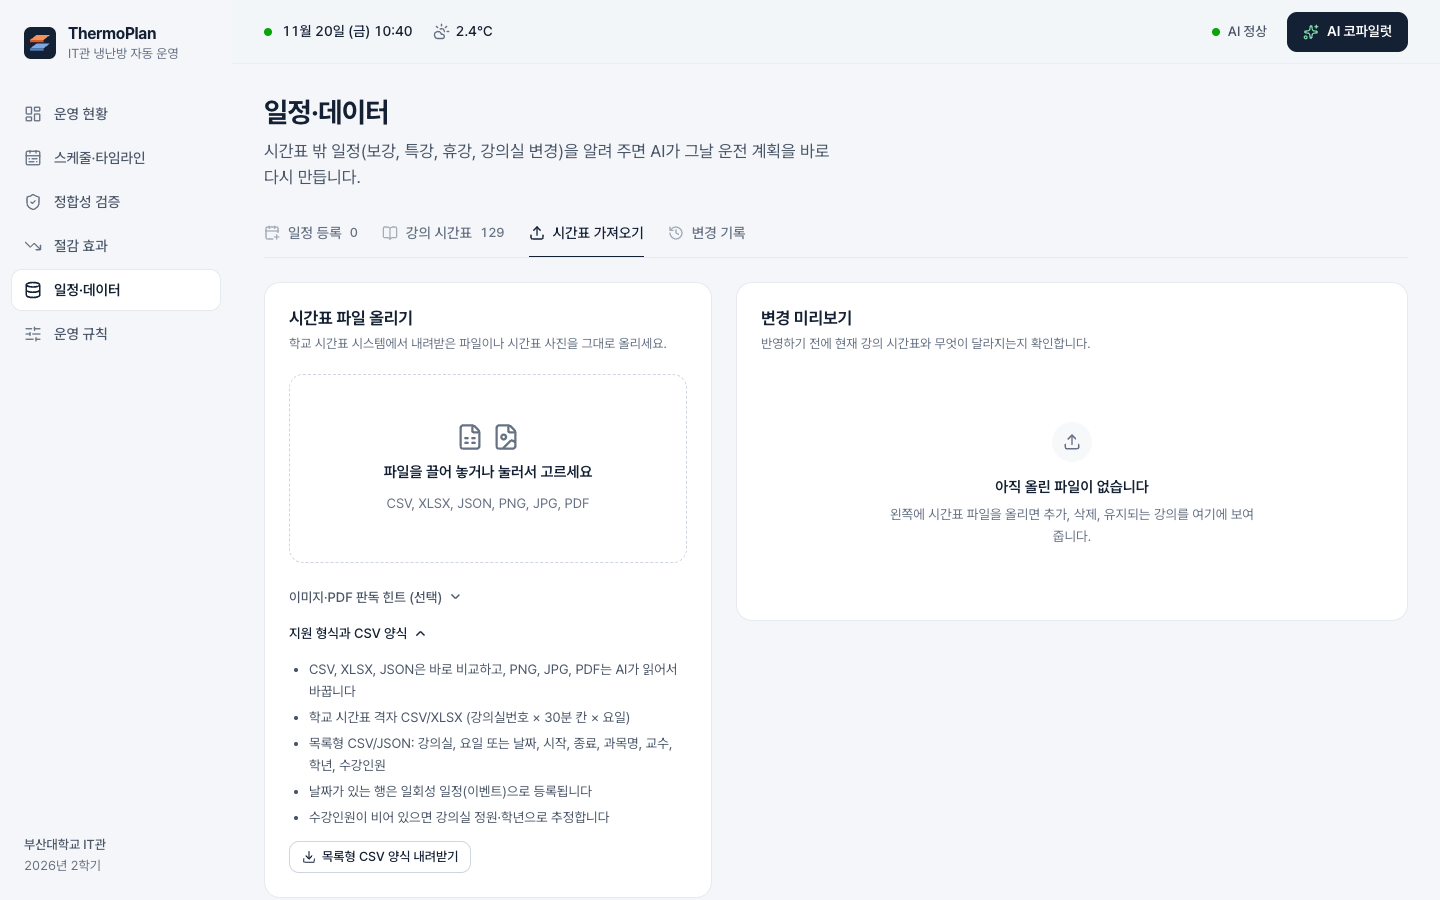 ThermoPlan
IT관 냉난방 자동 운영
운영 현황
스케줄·타임라인
정합성 검증
절감 효과
일정·데이터
운영 규칙
부산대학교 IT관
2026년 2학기
11월 20일 (금) 10:40
2.4°C
AI 정상
AI 코파일럿
일정·데이터
시간표 밖 일정(보강, 특강, 휴강, 강의실 변경)을 알려 주면 AI가 그날 운전 계획을 바로
다시 만듭니다.
일정 등록 0
강의 시간표 129
시간표 가져오기
변경 기록
시간표 파일 올리기
학교 시간표 시스템에서 내려받은 파일이나 시간표 사진을 그대로 올리세요.
파일을 끌어 놓거나 눌러서 고르세요
CSV, XLSX, JSON, PNG, JPG, PDF
이미지·PDF 판독 힌트 (선택)
지원 형식과 CSV 양식
• CSV, XLSX, JSON은 바로 비교하고, PNG, JPG, PDF는 AI가 읽어서
바꿉니다
• 학교 시간표 격자 CSV/XLSX (강의실번호 × 30분 칸 × 요일)
• 목록형 CSV/JSON: 강의실, 요일 또는 날짜, 시작, 종료, 과목명, 교수,
학년, 수강인원
• 날짜가 있는 행은 일회성 일정(이벤트)으로 등록됩니다
• 수강인원이 비어 있으면 강의실 정원·학년으로 추정합니다
목록형 CSV 양식 내려받기
변경 미리보기
반영하기 전에 현재 강의 시간표와 무엇이 달라지는지 확인합니다.
아직 올린 파일이 없습니다
왼쪽에 시간표 파일을 올리면 추가, 삭제, 유지되는 강의를 여기에 보여
줍니다.